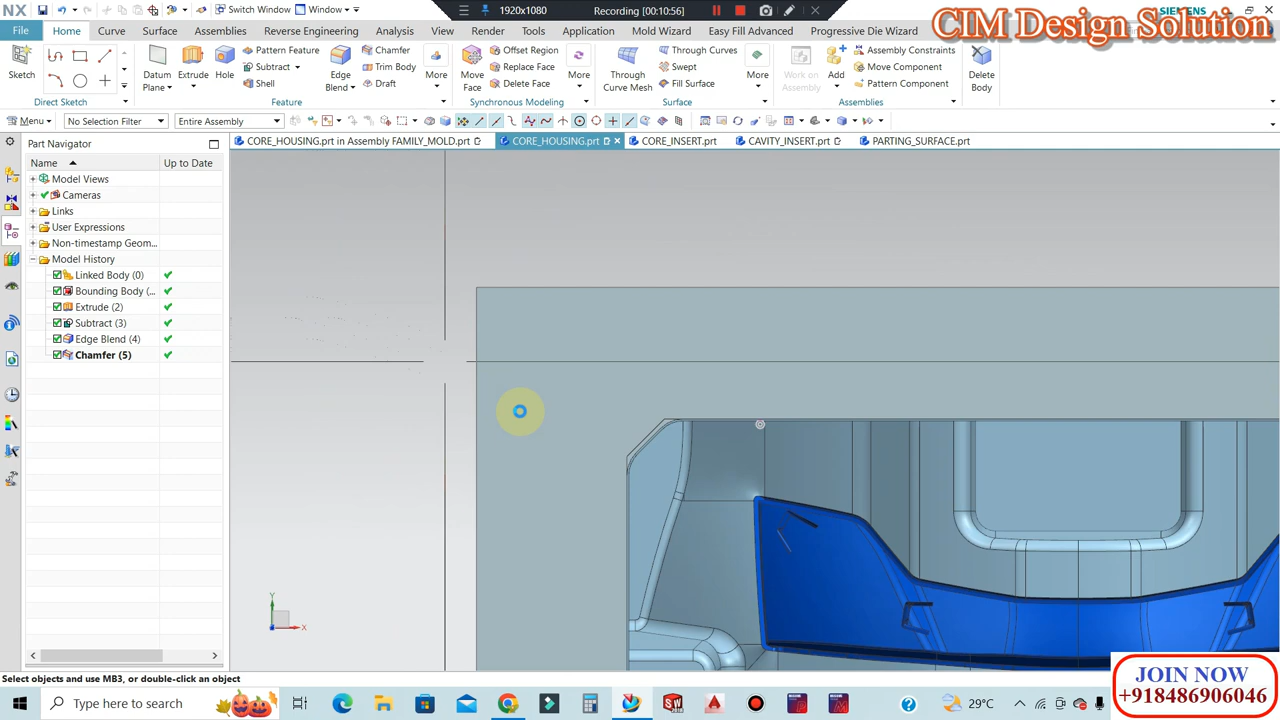 NX Switch Window Window 1920x1080 Recording [00:10:56] SIEMENS
CIM Design Solution
File Home Curve Surface Assemblies Reverse Engineering Analysis View Render Tools Application Mold Wizard Easy Fill Advanced Progressive Die Wizard
Sketch Direct Sketch
Datum Plane Extrude Hole Pattern Feature Subtract Shell Edge Blend Chamfer Trim Body Draft More Feature
Move Face Offset Region Replace Face Delete Face More Synchronous Modeling
Through Curve Mesh Through Curves Swept Fill Surface More Surface
Work on Assembly Add Assembly Constraints Move Component Pattern Component Assemblies
Delete Body
Menu No Selection Filter Entire Assembly
Part Navigator
CORE_HOUSING.prt in Assembly FAMILY_MOLD.prt CORE_HOUSING.prt CORE_INSERT.prt CAVITY_INSERT.prt PARTING_SURFACE.prt
Name Up to Date
Model Views
Cameras
Links
User Expressions
Non-timestamp Geom...
Model History
Linked Body (0)
Bounding Body (...
Extrude (2)
Subtract (3)
Edge Blend (4)
Chamfer (5)
Y
X
Select objects and use MB3, or double-click an object
JOIN NOW
+918486906046
Type here to search
29°C